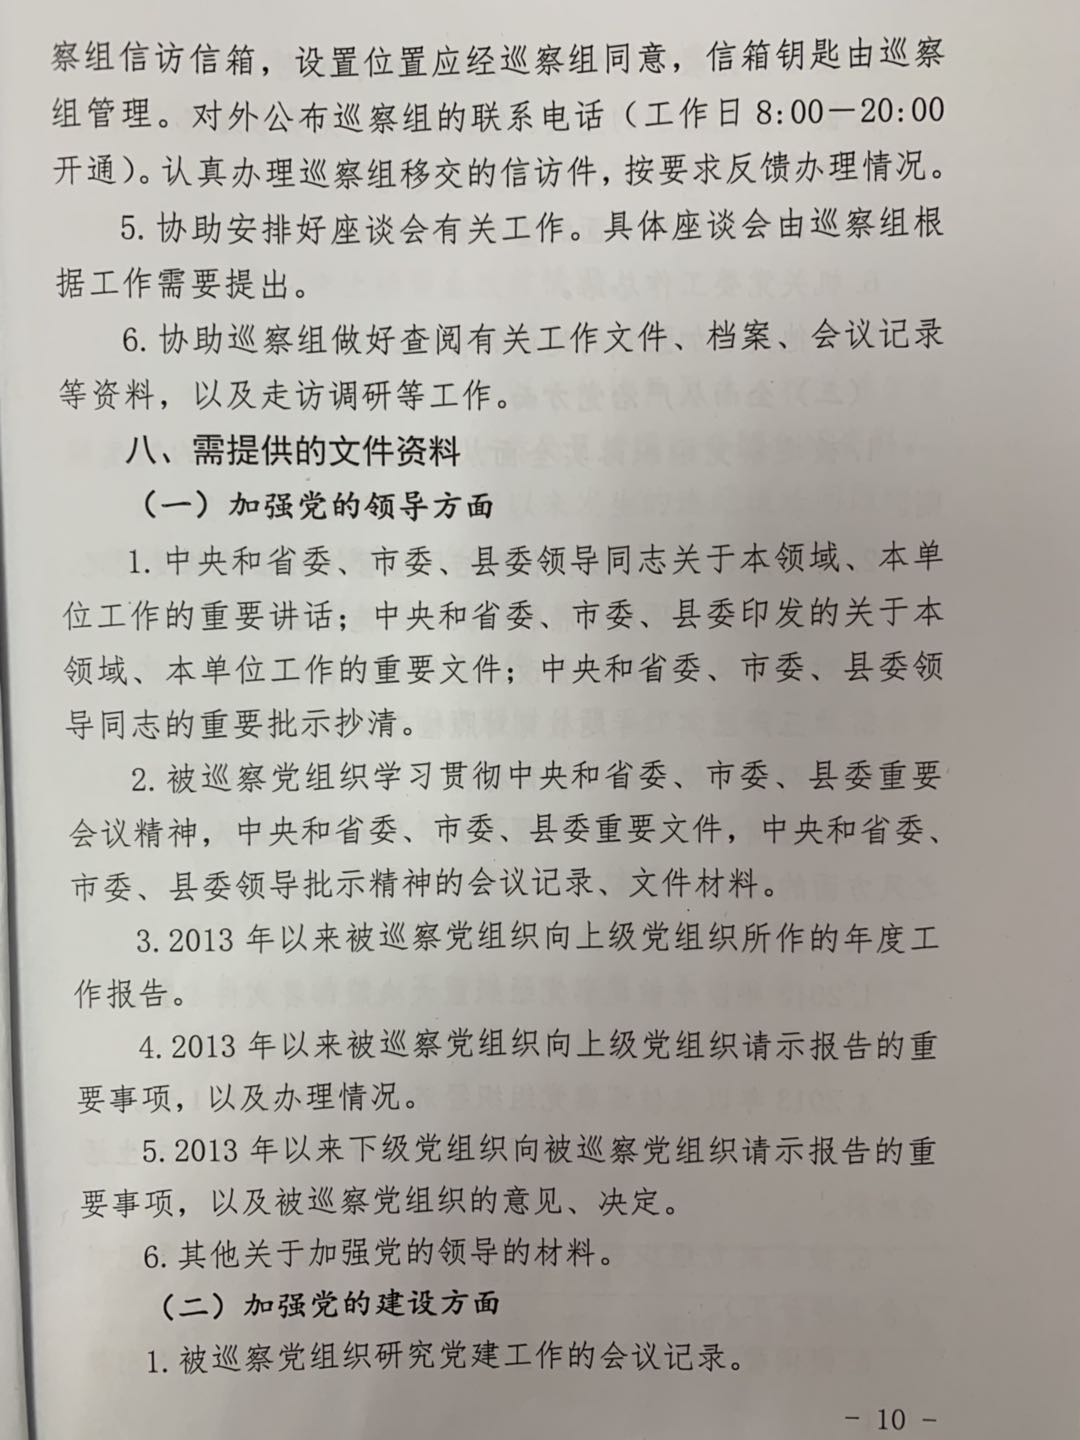 察组信访信箱，设置位置应经巡察组同意，信箱钥匙由巡察
组管理。对外公布巡察组的联系电话（工作日8:00－20:00
开通）。认真办理巡察组移交的信访件，按要求反馈办理情况。
5.协助安排好座谈会有关工作。具体座谈会由巡察组根
据工作需要提出。
6.协助巡察组做好查阅有关工作文件、档案、会议记录
等资料，以及走访调研等工作。
八、需提供的文件资料
（一）加强党的领导方面
1.中央和省委、市委、县委领导同志关于本领域、本单
位工作的重要讲话；中央和省委、市委、县委印发的关于本
领域、本单位工作的重要文件；中央和省委、市委、县委领
导同志的重要批示抄清。
2.被巡察党组织学习贯彻中央和省委、市委、县委重要
会议精神，中央和省委、市委、县委重要文件，中央和省委、
市委、县委领导批示精神的会议记录、文件材料。
3.2013年以来被巡察党组织向上级党组织所作的年度工
作报告。
4.2013年以来被巡察党组织向上级党组织请示报告的重
要事项，以及办理情况。
5.2013年以来下级党组织向被巡察党组织请示报告的重
要事项，以及被巡察党组织的意见、决定。
6.其他关于加强党的领导的材料。
（二）加强党的建设方面
1.被巡察党组织研究党建工作的会议记录。
- 10 -